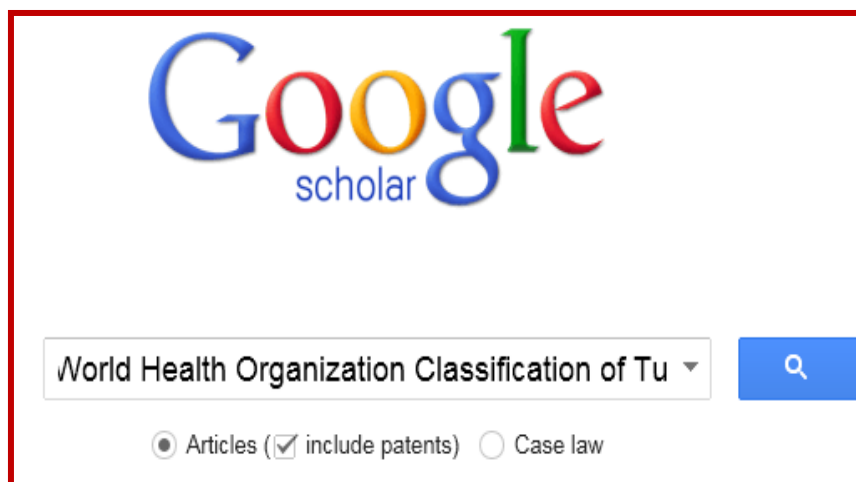 Google
scholar
World Health Organization Classification of Tu
Articles ( include patents) Case law